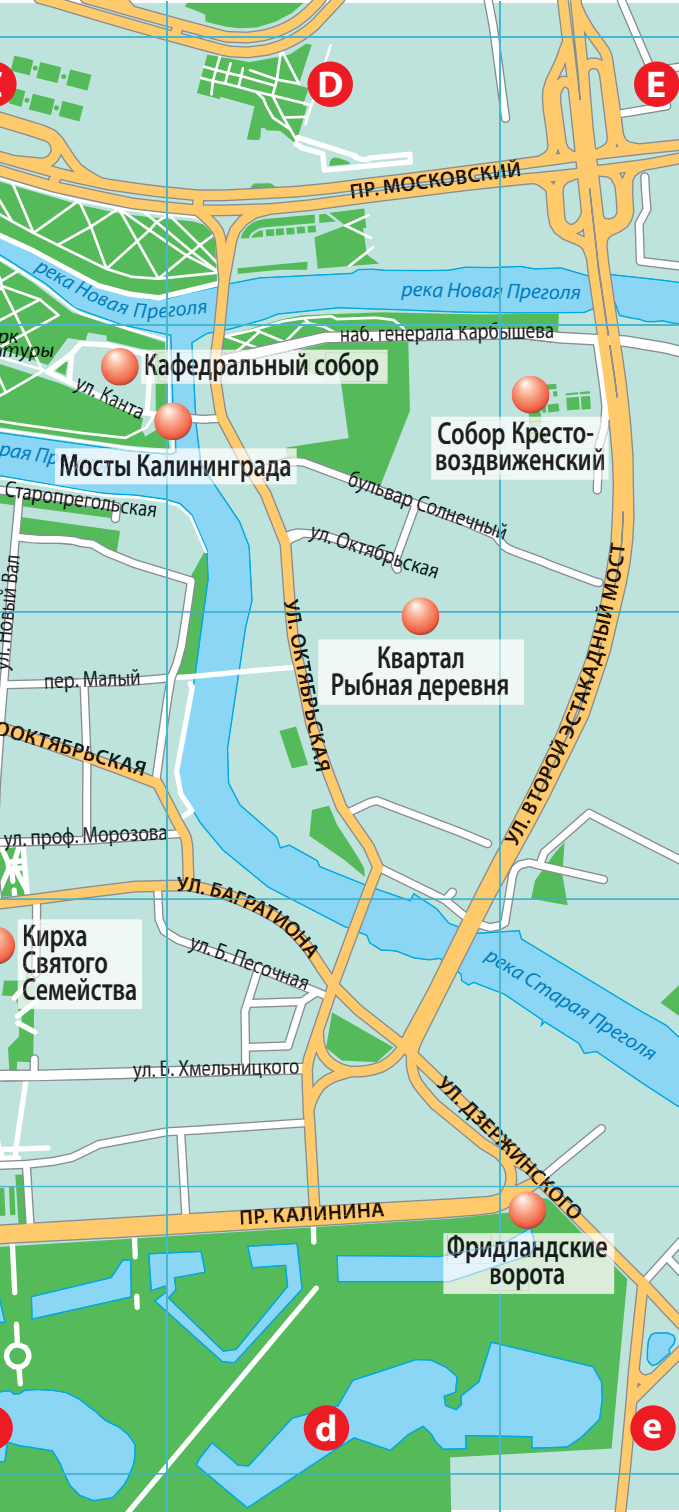 D
E
ПР. МОСКОВСКИЙ
река Новая Преголя
река Новая Преголя
наб. генерала Карбышева
Кафедральный собор
ул. Канта
Мосты Калининграда
Собор Кресто-
воздвиженский
Старопрегольская
бульвар Солнечный
ул. Октябрьская
ул. Новый Вал
УЛ. ОКТЯБРЬСКАЯ
Квартал
Рыбная деревня
УЛ. ВТОРОЙ ЭСТАКАДНЫЙ МОСТ
пер. Малый
ООКТЯБРЬСКАЯ
ул. проф. Морозова
УЛ. БАГРАТИОНА
Кирха
Святого
Семейства
ул. Б. Песочная
река Старая Преголя
ул. Б. Хмельницкого
УЛ. ДЗЕРЖИНСКОГО
ПР. КАЛИНИНА
Фридландские
ворота
d
e